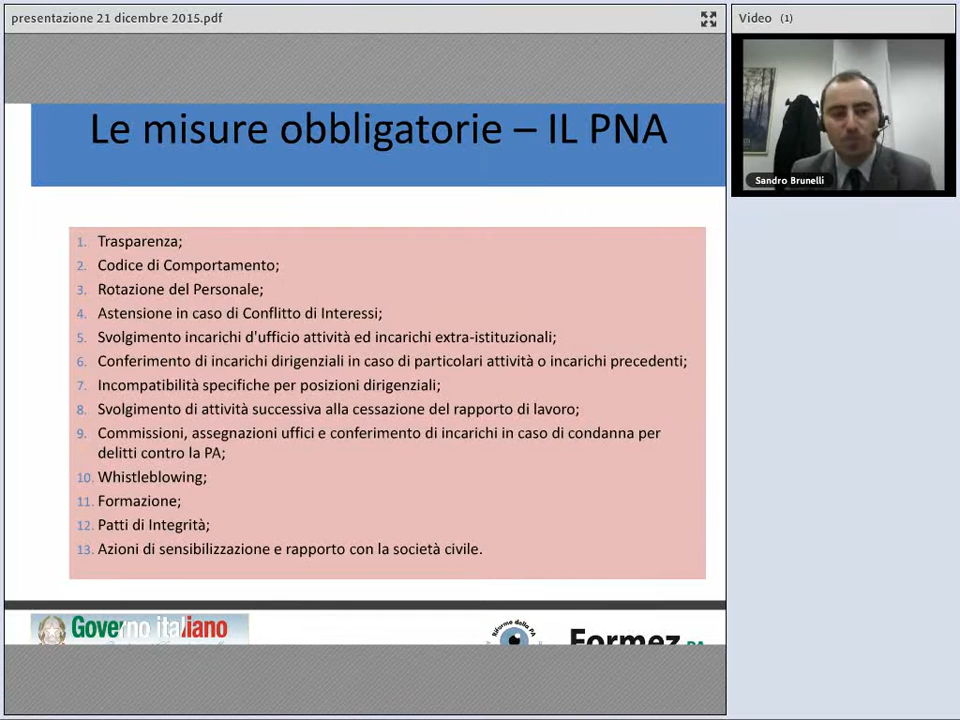 presentazione 21 dicembre 2015.pdf
Video (1)
Le misure obbligatorie – IL PNA
Sandro Brunelli
1. Trasparenza;
2. Codice di Comportamento;
3. Rotazione del Personale;
4. Astensione in caso di Conflitto di Interessi;
5. Svolgimento incarichi d'ufficio attività ed incarichi extra-istituzionali;
6. Conferimento di incarichi dirigenziali in caso di particolari attività o incarichi precedenti;
7. Incompatibilità specifiche per posizioni dirigenziali;
8. Svolgimento di attività successiva alla cessazione del rapporto di lavoro;
9. Commissioni, assegnazioni uffici e conferimento di incarichi in caso di condanna per
delitti contro la PA;
10. Whistleblowing;
11. Formazione;
12. Patti di Integrità;
13. Azioni di sensibilizzazione e rapporto con la società civile.
Governo italiano
Riforme della PA
Formez PA